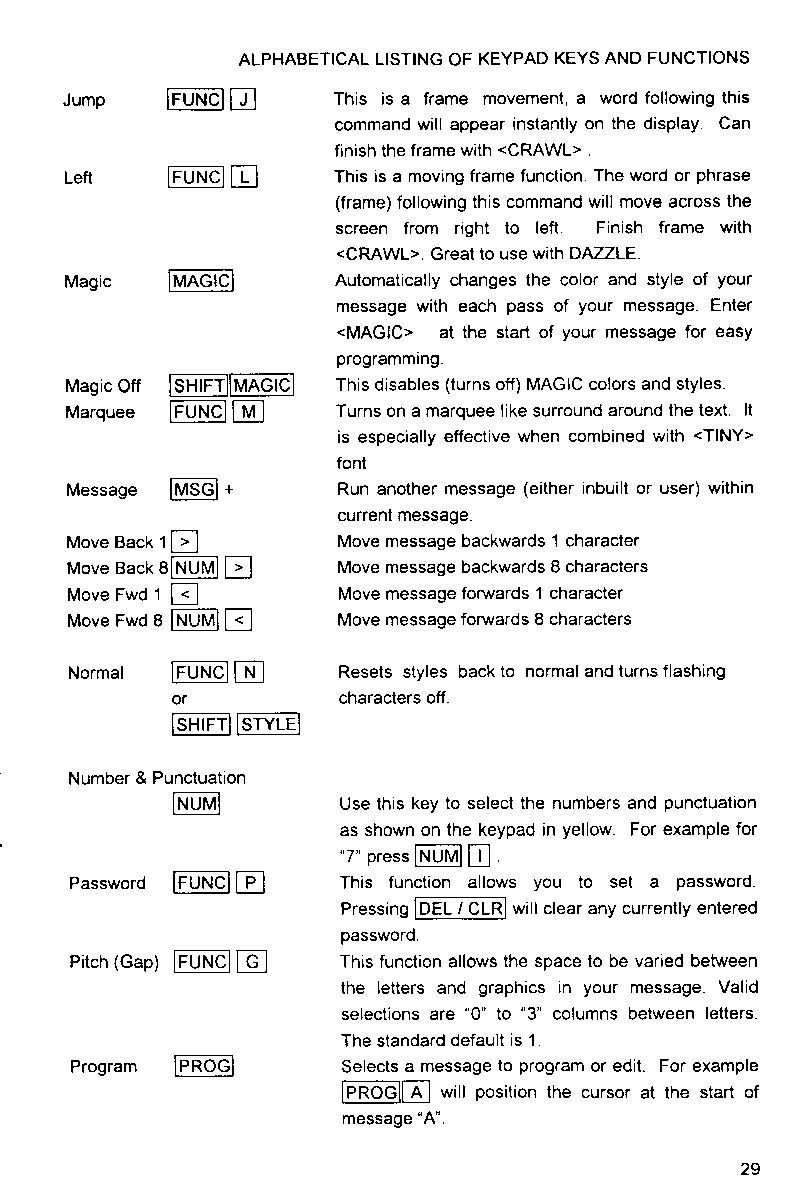 ALPHABETICAL LISTING OF KEYPAD KEYS AND FUNCTIONS
Jump FUNC J This is a frame movement, a word following this
command will appear instantly on the display. Can
finish the frame with <CRAWL> .
Left FUNC L This is a moving frame function. The word or phrase
(frame) following this command will move across the
screen from right to left. Finish frame with
<CRAWL>. Great to use with DAZZLE.
Magic MAGIC Automatically changes the color and style of your
message with each pass of your message. Enter
<MAGIC> at the start of your message for easy
programming.
Magic Off SHIFT MAGIC This disables (turns off) MAGIC colors and styles.
Marquee FUNC M Turns on a marquee like surround around the text. It
is especially effective when combined with <TINY>
font
Message MSG + Run another message (either inbuilt or user) within
current message.
Move Back 1 > Move message backwards 1 character
Move Back 8 NUM > Move message backwards 8 characters
Move Fwd 1 < Move message forwards 1 character
Move Fwd 8 NUM < Move message forwards 8 characters
Normal FUNC N Resets styles back to normal and turns flashing
or characters off.
SHIFT STYLE
Number & Punctuation
NUM Use this key to select the numbers and punctuation
as shown on the keypad in yellow. For example for
"7" press NUM I .
Password FUNC P This function allows you to set a password.
Pressing DEL / CLR will clear any currently entered
password.
Pitch (Gap) FUNC G This function allows the space to be varied between
the letters and graphics in your message. Valid
selections are "0" to "3" columns between letters.
The standard default is 1.
Program PROG Selects a message to program or edit. For example
PROG A will position the cursor at the start of
message "A".
29